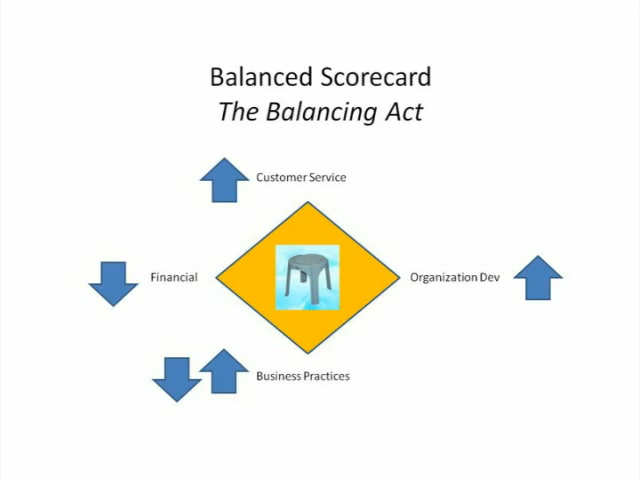 Balanced Scorecard
The Balancing Act
Customer Service
Financial
Organization Dev
Business Practices